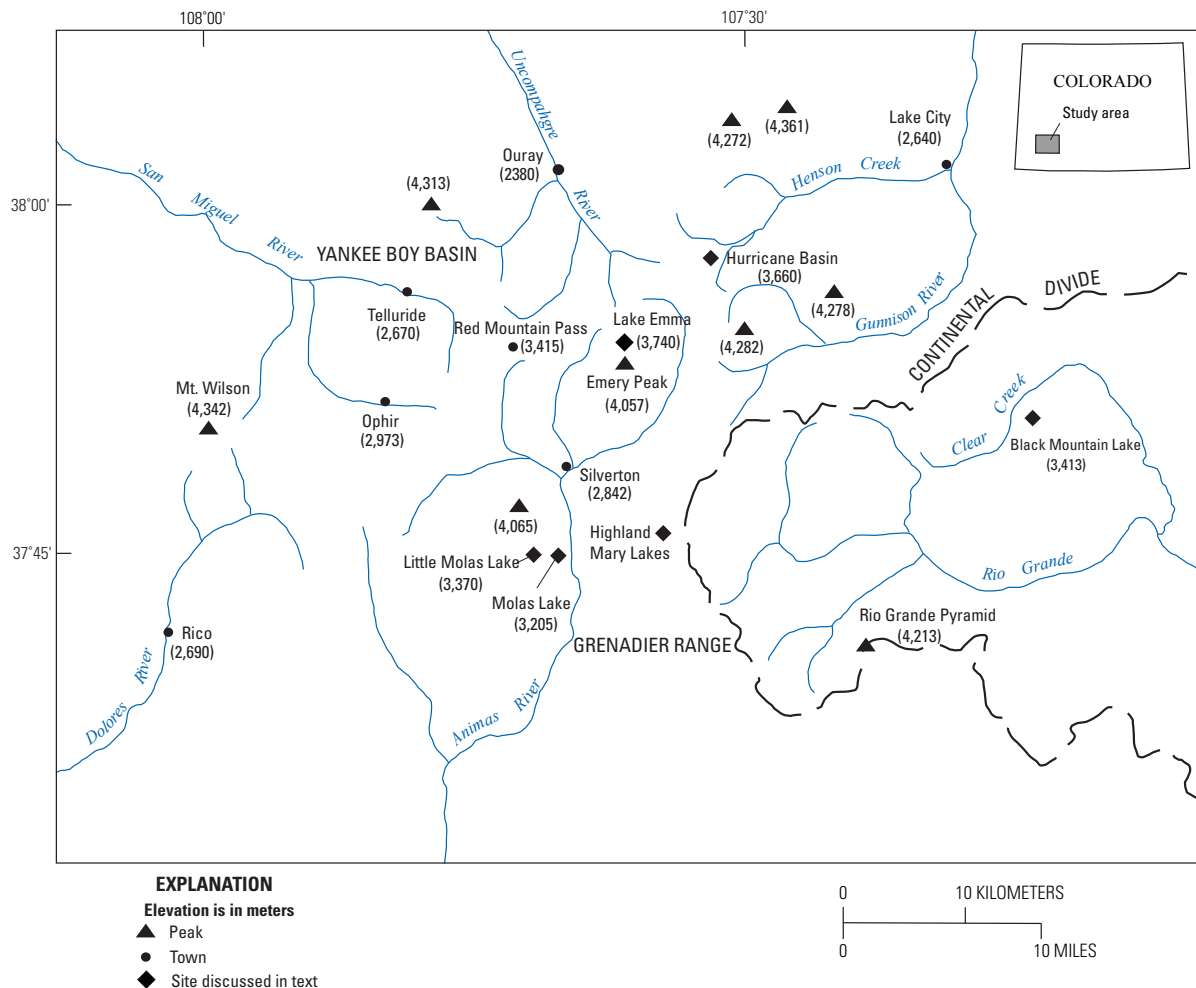 108°00'
107°30'
38°00'
37°45'
COLORADO
Study area
Uncompahgre
River
Ouray
(2380)
(4,272)
(4,361)
Lake City
(2,640)
Henson Creek
San
Miguel
River
(4,313)
YANKEE BOY BASIN
Hurricane Basin
(3,660)
Telluride
(2,670)
Red Mountain Pass
(3,415)
Lake Emma
(3,740)
(4,278)
(4,282)
Gunnison River
CONTINENTAL
DIVIDE
Emery Peak
(4,057)
Mt. Wilson
(4,342)
Ophir
(2,973)
Clear Creek
Black Mountain Lake
(3,413)
Silverton
(2,842)
(4,065)
Highland
Mary Lakes
Little Molas Lake
(3,370)
Molas Lake
(3,205)
Rio Grande
Rico
(2,690)
GRENADIER RANGE
Rio Grande Pyramid
(4,213)
Dolores
River
Animas
River
EXPLANATION
Elevation is in meters
Peak
Town
Site discussed in text
0 10 KILOMETERS
0 10 MILES